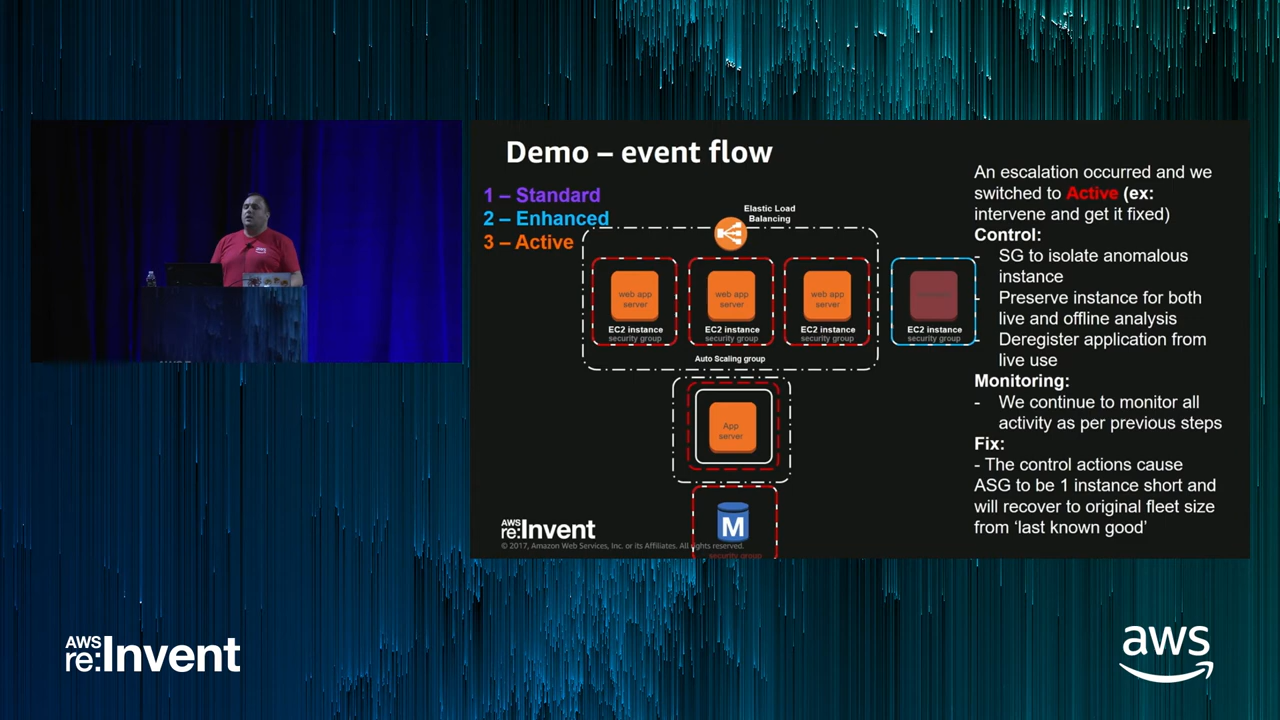 Demo – event flow
1 – Standard
2 – Enhanced
3 – Active
Elastic Load
Balancing
web app
server
EC2 instance
security group
web app
server
EC2 instance
security group
web app
server
EC2 instance
security group
EC2 instance
security group
Auto Scaling group
App
server
M
security group
AWS
re:Invent
© 2017, Amazon Web Services, Inc. or its Affiliates. All rights reserved.
An escalation occurred and we
switched to Active (ex:
intervene and get it fixed)
Control:
- SG to isolate anomalous
instance
- Preserve instance for both
live and offline analysis
- Deregister application from
live use
Monitoring:
- We continue to monitor all
activity as per previous steps
Fix:
- The control actions cause
ASG to be 1 instance short and
will recover to original fleet size
from ‘last known good’
AWS
re:Invent
aws